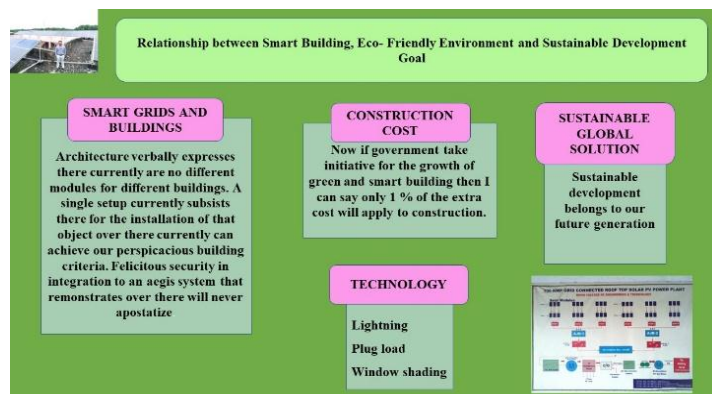 Relationship between Smart Building, Eco- Friendly Environment and Sustainable Development
Goal
SMART GRIDS AND
BUILDINGS
Architecture verbally expresses
there currently are no different
modules for different buildings. A
single setup currently subsists
there for the installation of that
object over there currently can
achieve our perspicacious building
criteria. Felicitous security in
integration to an aegis system that
remonstrates over there will never
apostatize
CONSTRUCTION
COST
Now if government take
initiative for the growth of
green and smart building then I
can say only 1 % of the extra
cost will apply to construction.
SUSTAINABLE
GLOBAL
SOLUTION
Sustainable
development
belongs to our
future generation
TECHNOLOGY
Lightning
Plug load
Window shading